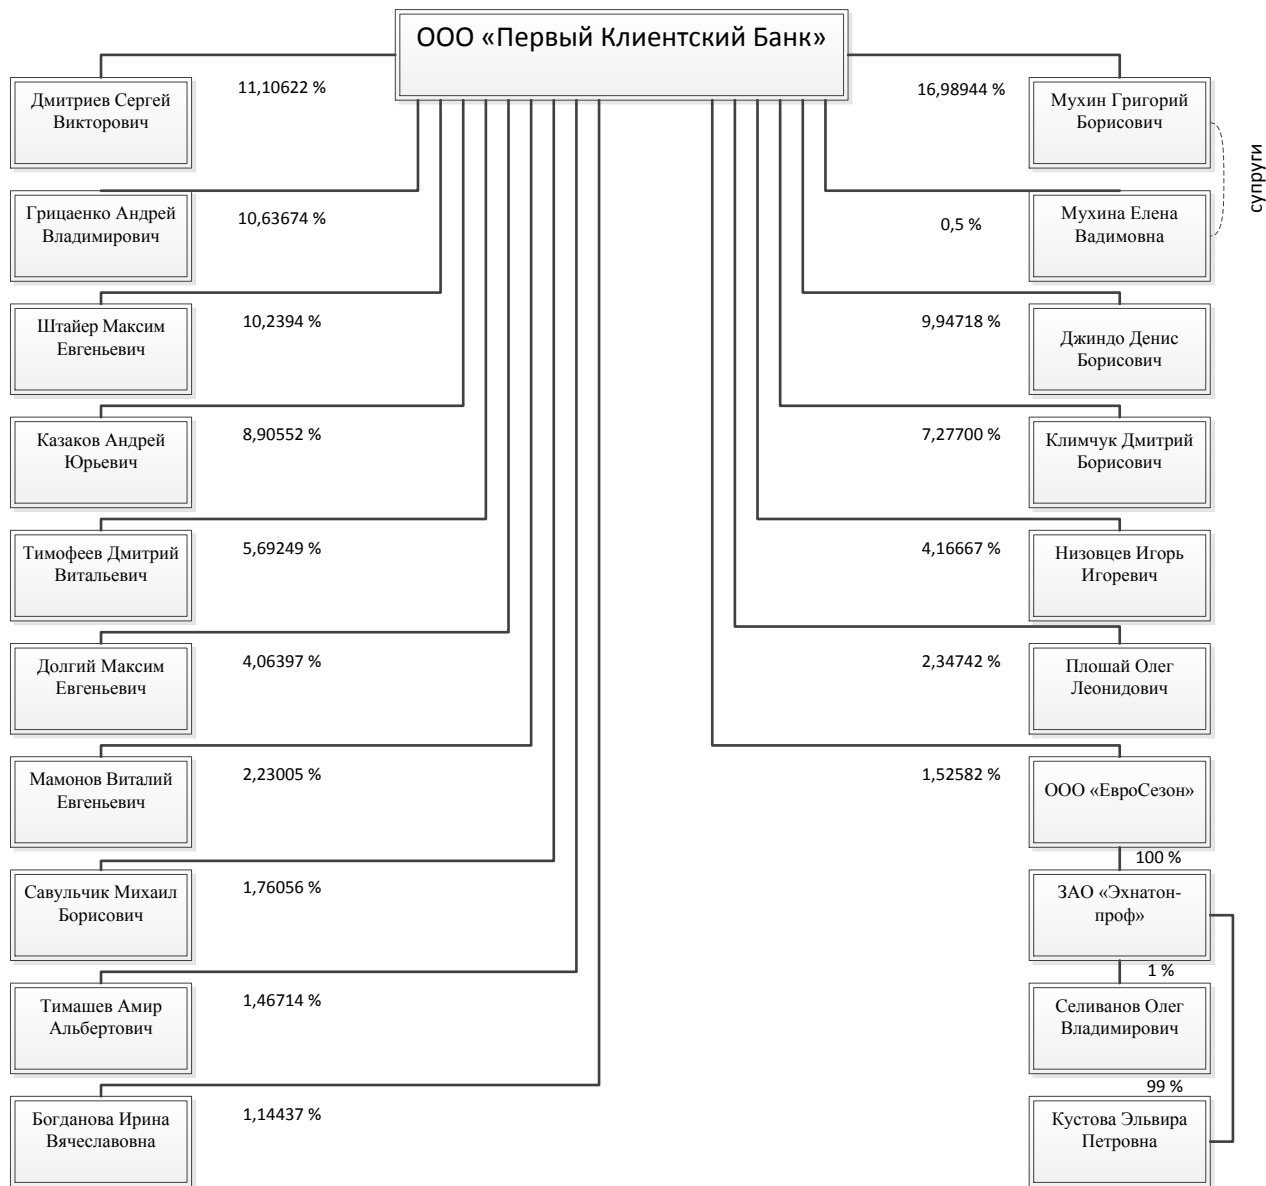 ООО «Первый Клиентский Банк»
11,10622 %
Дмитриев Сергей
Викторович
10,63674 %
Грицаенко Андрей
Владимирович
10,2394 %
Штайер Максим
Евгеньевич
8,90552 %
Казаков Андрей
Юрьевич
5,69249 %
Тимофеев Дмитрий
Витальевич
4,06397 %
Долгий Максим
Евгеньевич
2,23005 %
Мамонов Виталий
Евгеньевич
1,76056 %
Савульчик Михаил
Борисович
1,46714 %
Тимашев Амир
Альбертович
1,14437 %
Богданова Ирина
Вячеславовна
16,98944 %
Мухин Григорий
Борисович
супруги
0,5 %
Мухина Елена
Вадимовна
9,94718 %
Джиндо Денис
Борисович
7,27700 %
Климчук Дмитрий
Борисович
4,16667 %
Низовцев Игорь
Игоревич
2,34742 %
Плошай Олег
Леонидович
1,52582 %
ООО «ЕвроСезон»
100 %
ЗАО «Эхнатон-
проф»
1 %
Селиванов Олег
Владимирович
99 %
Кустова Эльвира
Петровна